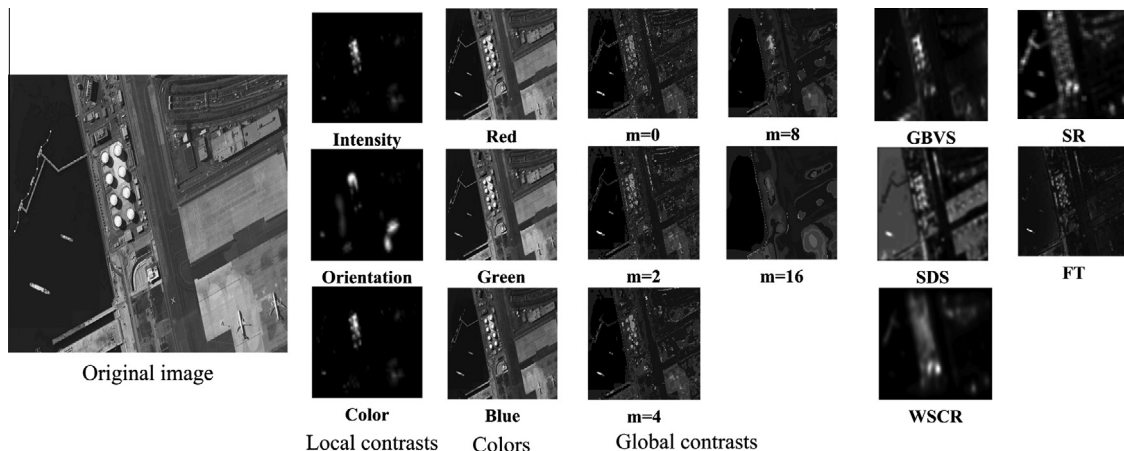 Intensity Red m=0 m=8 GBVS SR
Orientation Green m=2 m=16 SDS FT
Original image
Color Blue m=4 WSCR
Local contrasts Colors Global contrasts